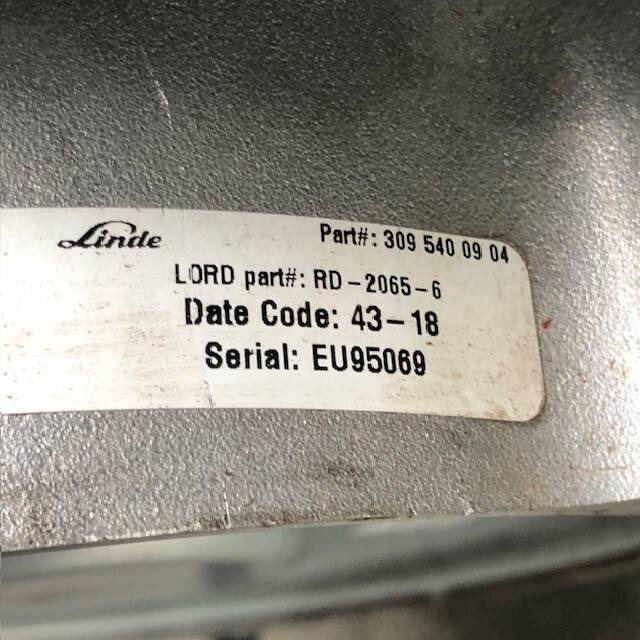 Linde Part#: 309 540 09 04
LORD part#: RD-2065-6
Date Code: 43-18
Serial: EU95069